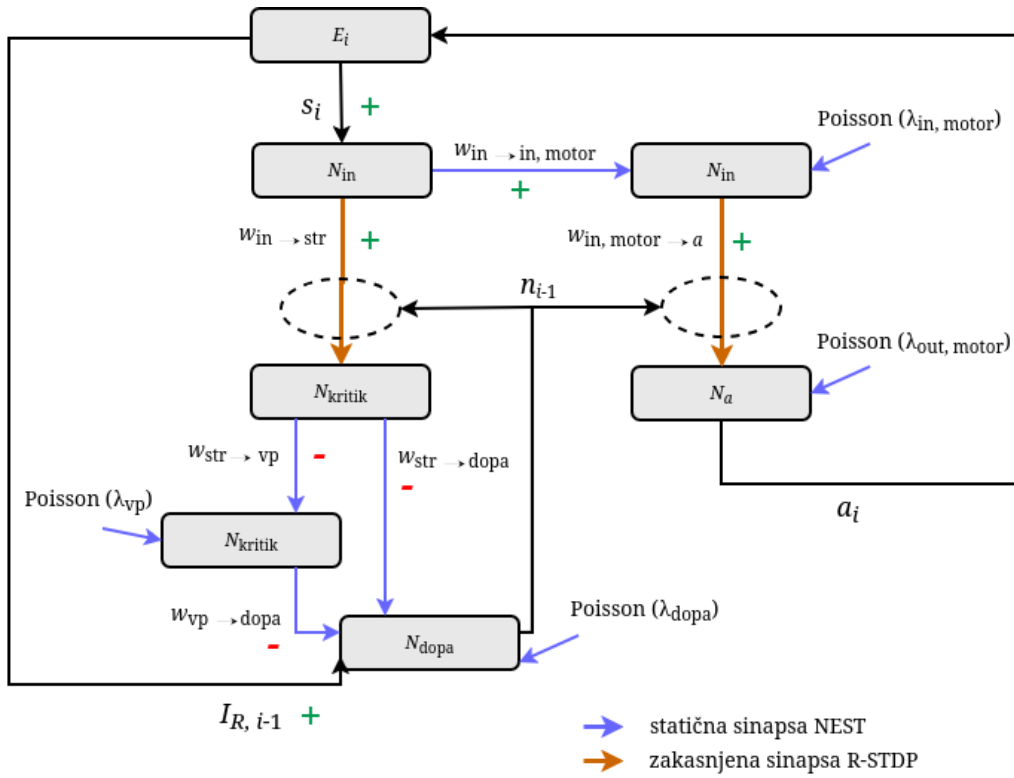 E_i
s_i +
w_in → in, motor
+
Poisson (λ_in, motor)
N_in
N_in
w_in → str +
w_in, motor → a +
n_i-1
Poisson (λ_out, motor)
N_kritik
N_a
w_str → vp -
w_str → dopa
-
Poisson (λ_vp)
a_i
N_kritik
w_vp → dopa
-
Poisson (λ_dopa)
N_dopa
I_R, i-1 +
statična sinapsa NEST
zakasnjena sinapsa R-STDP